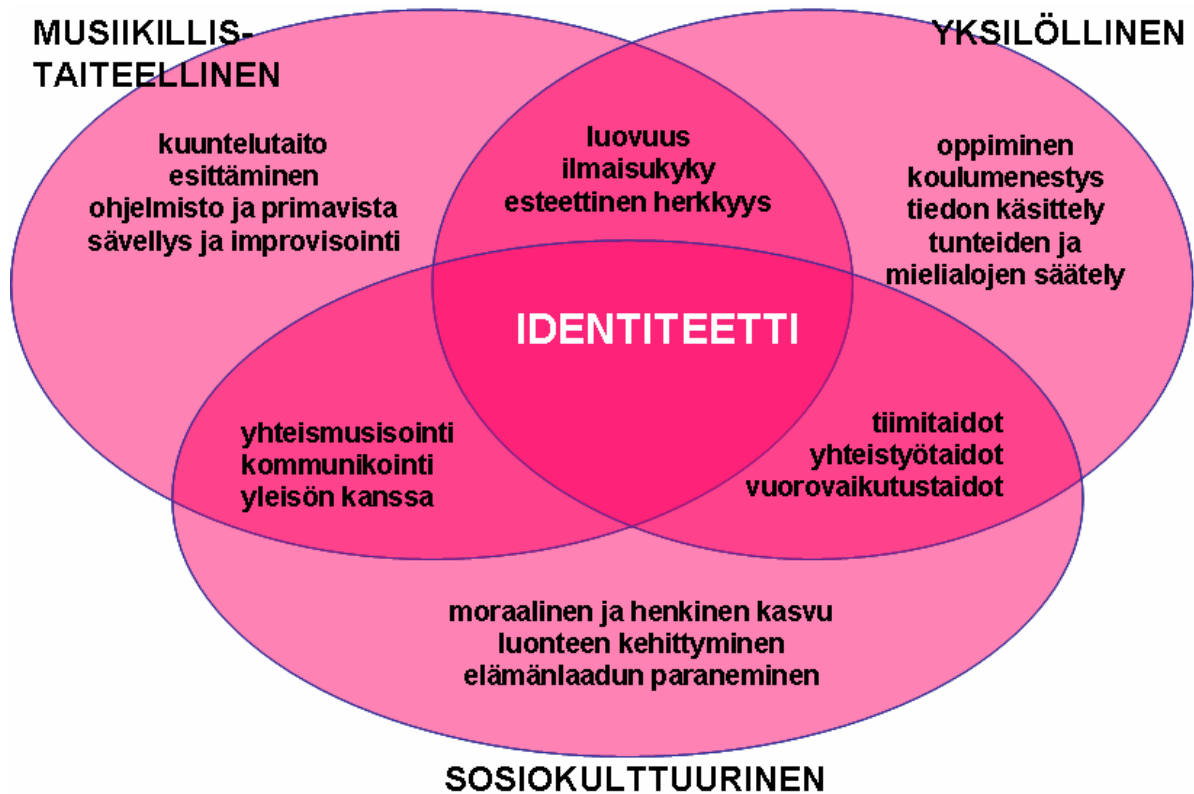 MUSIIKILLIS-
TAITEELLINEN
YKSILÖLLINEN
kuuntelutaito
esittäminen
ohjelmisto ja primavista
sävellys ja improvisointi
luovuus
ilmaisukyky
esteettinen herkkyys
oppiminen
koulumenestys
tiedon käsittely
tunteiden ja
mielialojen säätely
IDENTITEETTI
yhteismusisointi
kommunikointi
yleisön kanssa
tiimitaidot
yhteistyötaidot
vuorovaikutustaidot
moraalinen ja henkinen kasvu
luonteen kehittyminen
elämänlaadun paraneminen
SOSIOKULTTUURINEN